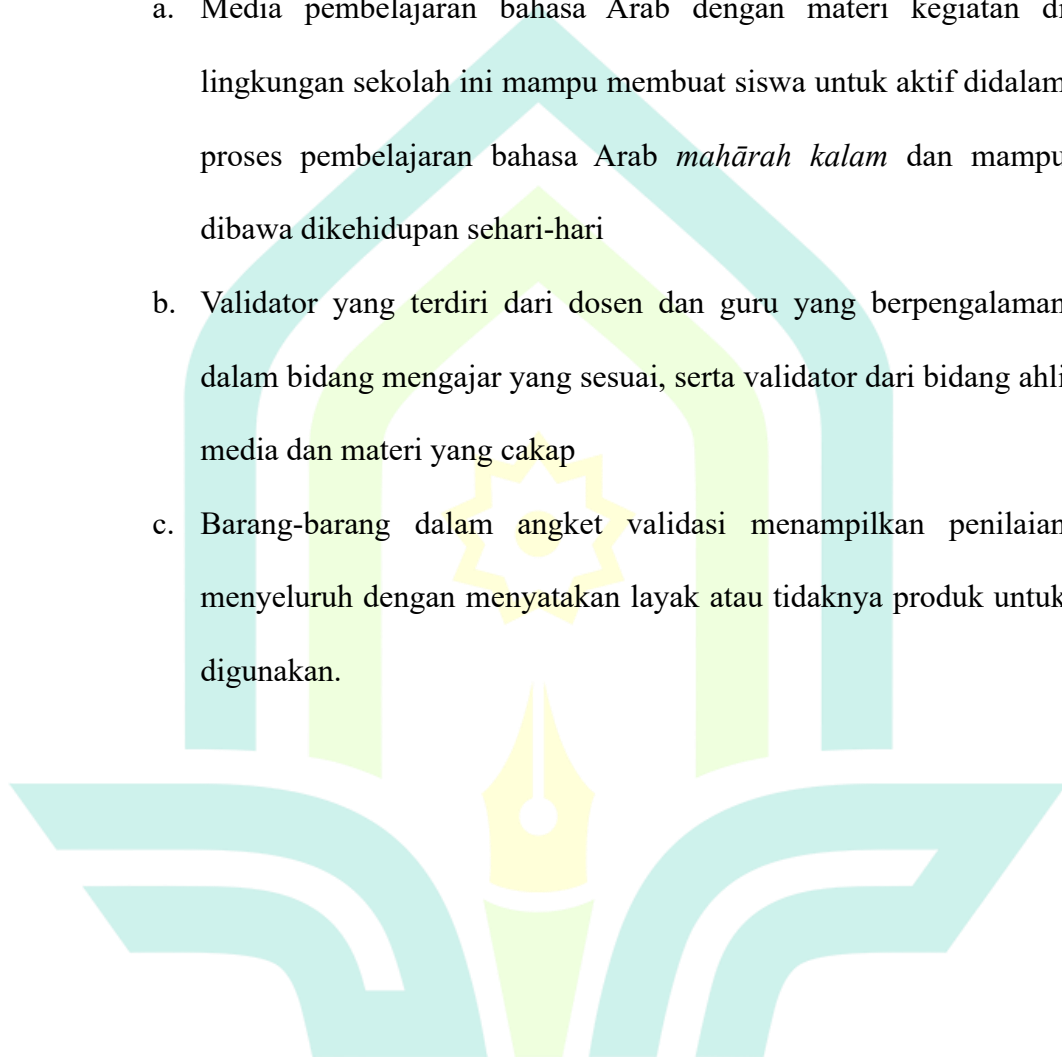 a. Media pembelajaran bahasa Arab dengan materi kegiatan di
lingkungan sekolah ini mampu membuat siswa untuk aktif didalam
proses pembelajaran bahasa Arab mahārah kalam dan mampu
dibawa dikehidupan sehari-hari
b. Validator yang terdiri dari dosen dan guru yang berpengalaman
dalam bidang mengajar yang sesuai, serta validator dari bidang ahli
media dan materi yang cakap
c. Barang-barang dalam angket validasi menampilkan penilaian
menyeluruh dengan menyatakan layak atau tidaknya produk untuk
digunakan.